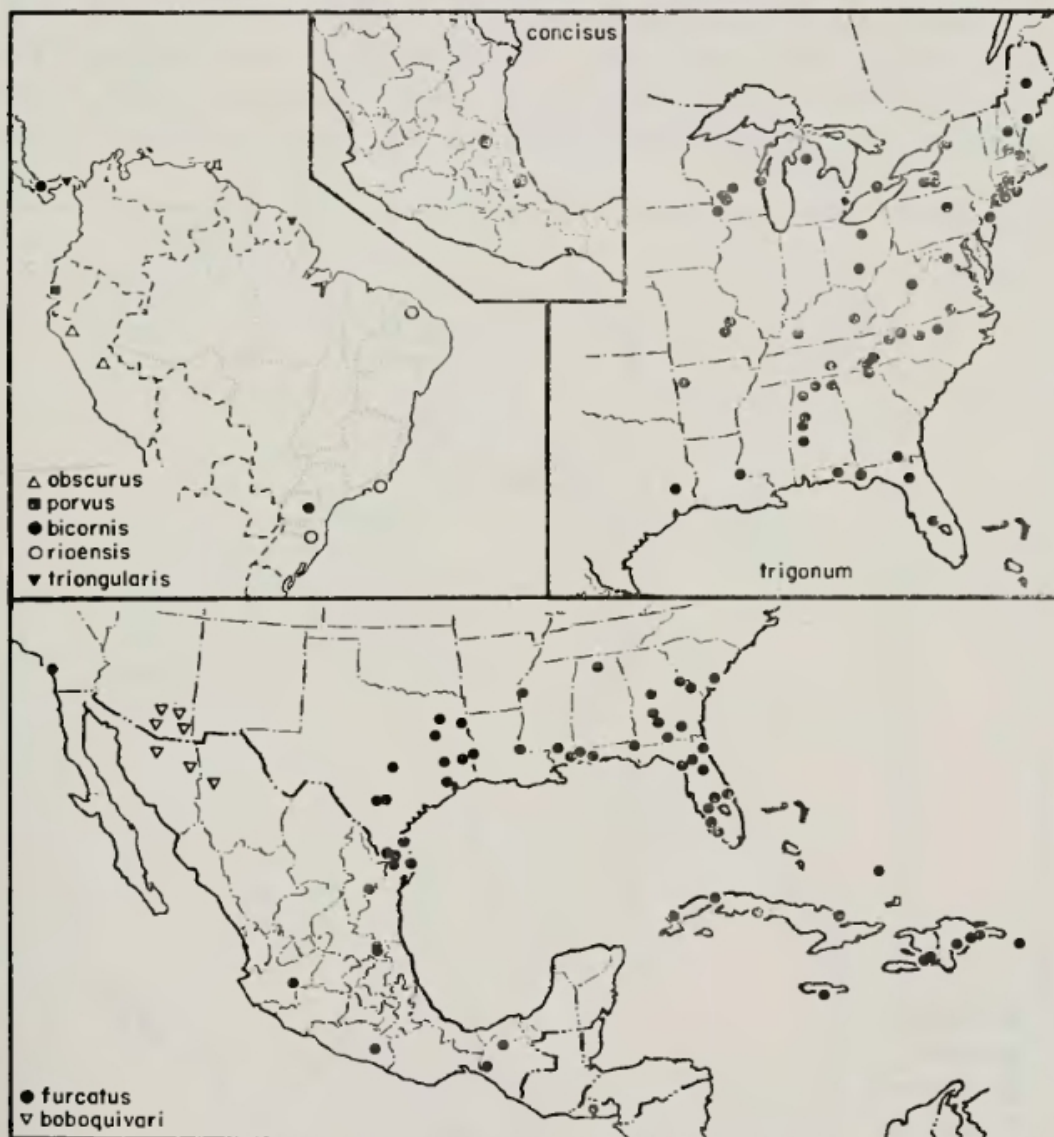 concisus
△ obscurus
■ porvus
● bicornis
○ rioensis
▼ triongularis
trigonum
● furcatus
▽ boboquivari